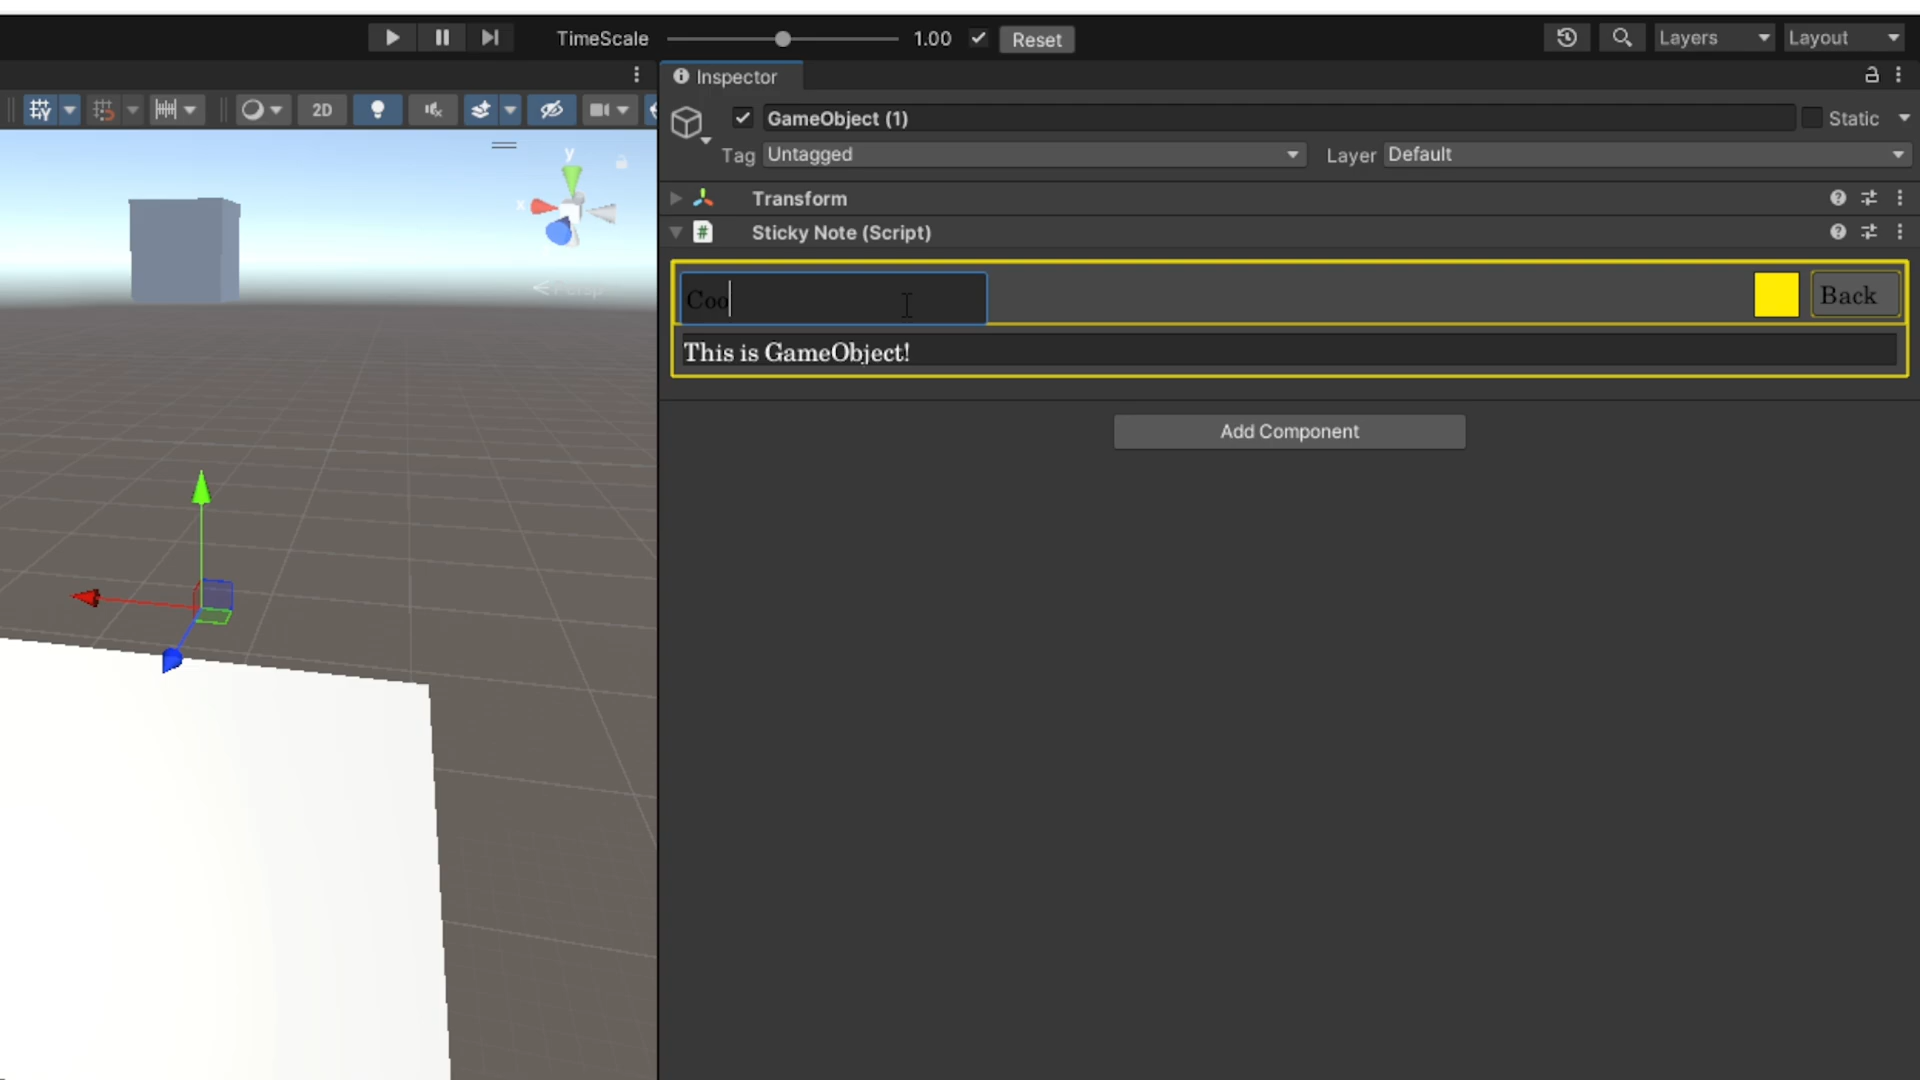 TimeScale 1.00 Reset Layers Layout
Inspector
2D
GameObject (1) Static
Tag Untagged Layer Default
Transform
Sticky Note (Script)
y
x
Persp
Coo Back
This is GameObject!
Add Component